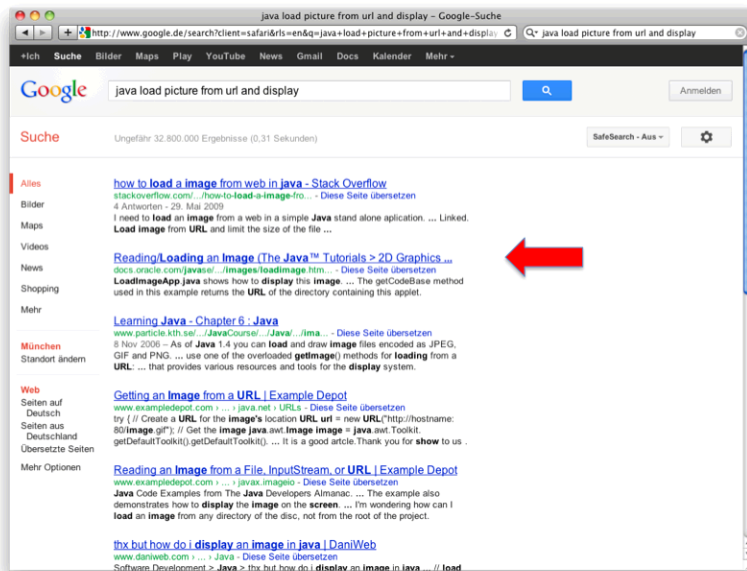 java load picture from url and display – Google-Suche
http://www.google.de/search?client=safari&rls=en&q=java+load+picture+from+url+and+display
java load picture from url and display
+Ich Suche Bilder Maps Play YouTube News Gmail Docs Kalender Mehr
Google
java load picture from url and display
Anmelden
Suche
Ungefähr 32.800.000 Ergebnisse (0,31 Sekunden)
SafeSearch - Aus
Alles
Bilder
Maps
Videos
News
Shopping
Mehr
München
Standort ändern
Web
Seiten auf
Deutsch
Seiten aus
Deutschland
Übersetzte Seiten
Mehr Optionen
how to load a image from web in java - Stack Overflow
stackoverflow.com/.../how-to-load-a-image-fro... - Diese Seite übersetzen
4 Antworten - 29. Mai 2009
I need to load an image from a web in a simple Java stand alone aplication. ... Linked.
Load image from URL and limit the size of the file ...
Reading/Loading an Image (The Java™ Tutorials > 2D Graphics ...
docs.oracle.com/javase/.../images/loadimage.htm... - Diese Seite übersetzen
LoadImageApp.java shows how to display this image. ... The getCodeBase method
used in this example returns the URL of the directory containing this applet.
Learning Java - Chapter 6 : Java
www.particle.kth.se/.../JavaCourse/.../Java/.../ima... - Diese Seite übersetzen
8 Nov 2006 – As of Java 1.4 you can load and draw image files encoded as JPEG,
GIF and PNG. ... use one of the overloaded getImage() methods for loading from a
URL: ... that provides various resources and tools for the display system.
Getting an Image from a URL | Example Depot
www.exampledepot.com › ... › java.net › URLs - Diese Seite übersetzen
try { // Create a URL for the image's location URL url = new URL("http://hostname:
80/image.gif"); // Get the image java.awt.Image image = java.awt.Toolkit.
getDefaultToolkit().getDefaultToolkit(). ... It is a good artcle.Thank you for show to us .
Reading an Image from a File, InputStream, or URL | Example Depot
www.exampledepot.com › ... › javax.imageio - Diese Seite übersetzen
Java Code Examples from The Java Developers Almanac. ... The example also
demonstrates how to display the image on the screen. ... I'm wondering how can I
load an image from any directory of the disc, not from the root of the project.
thx but how do i display an image in java | DaniWeb
www.daniweb.com › ... › Java - Diese Seite übersetzen
Software Development > Java > thx but how do i display an image in java ... // load